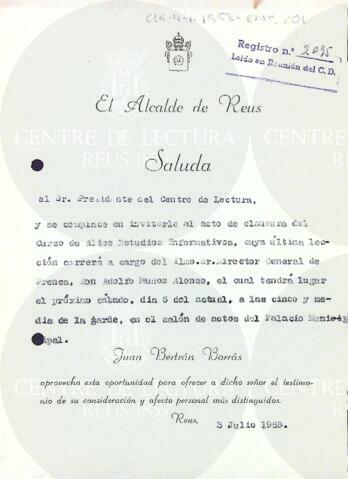 CLR-4-1-1958-ENT, 201
Registro n.º 2095
Leído en Reunión del C.D.
El Alcalde de Reus
CENTRE DE LECTURA
REUS 1859
Saluda
al Sr. Presidente del Centro de Lectura,
y se complace en invitarle al acto de clausura del
Curso de Altos Estudios Informativos, cuya última lec-
ción correrá a cargo del Ilmo.Sr.Director General de
Prensa, Don Adolfo Muñoz Alonso, el cual tendrá lugar
el próximo sábado, día 5 del actual, a las cinco y me-
dia de la tarde, en el salón de actos del Palacio Munici-
pal.
Juan Bertrán Borrás
aprovecha esta oportunidad para ofrecer a dicho señor el testimo-
nio de su consideración y afecto personal más distinguidos.
Reus, 3 Julio 1958.